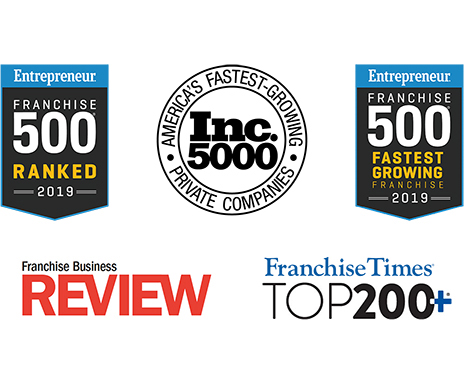 Entrepreneur
FRANCHISE
500
RANKED
2019
AMERICA'S FASTEST-GROWING
Inc.
5000
PRIVATE COMPANIES
Entrepreneur
FRANCHISE
500
FASTEST
GROWING
FRANCHISE
2019
Franchise Business
REVIEW
FranchiseTimes®
TOP200+®